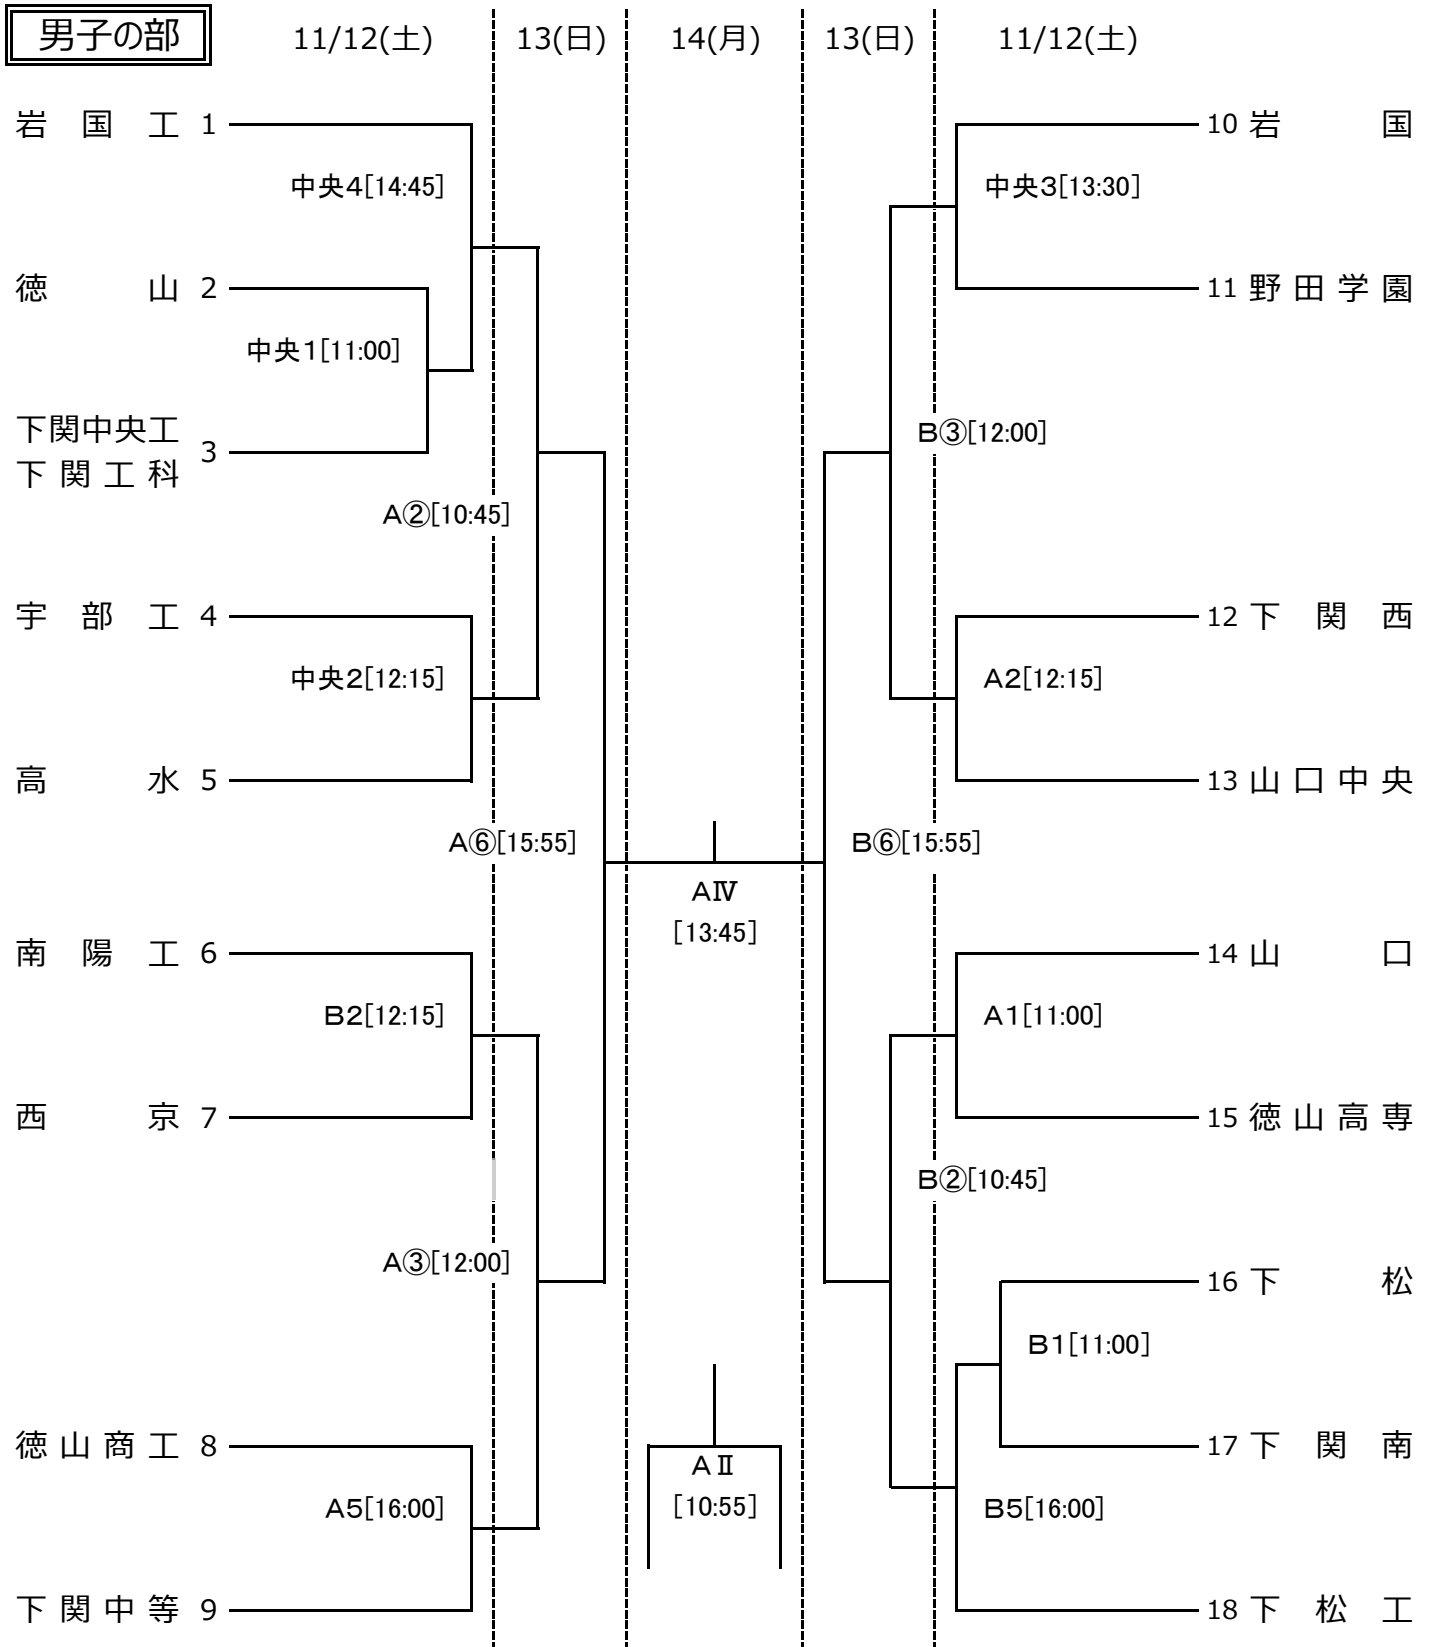 男子の部 11/12(土) 13(日) 14(月) 13(日) 11/12(土)
岩国工 1
10 岩国
中央4[14:45]
中央3[13:30]
徳山 2
11 野田学園
中央1[11:00]
下関中央工
下関工科 3
B③[12:00]
A②[10:45]
宇部工 4
12 下関西
中央2[12:15]
A2[12:15]
高水 5
13 山口中央
A⑥[15:55]
B⑥[15:55]
AⅣ
[13:45]
南陽工 6
14 山口
B2[12:15]
A1[11:00]
西京 7
15 徳山高専
B②[10:45]
A③[12:00]
16 下松
B1[11:00]
徳山商工 8
17 下関南
AⅡ
[10:55]
A5[16:00]
B5[16:00]
下関中等 9
18 下松工